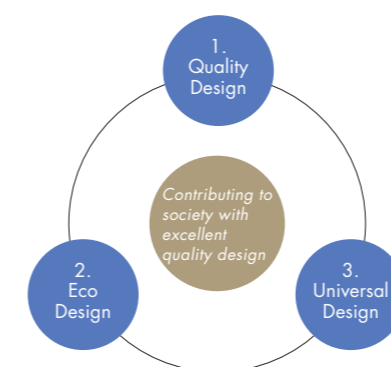 1.
Quality
Design
Contributing to
society with
excellent
quality design
2.
Eco
Design
3.
Universal
Design